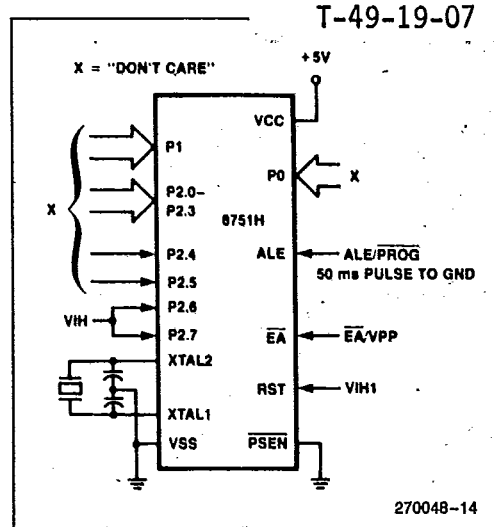 T-49-19-07
X = "DON'T CARE"
+5V
VCC
P1
P0
X
P2.0–
P2.3
X
8751H
P2.4
ALE
ALE/PROG
50 ms PULSE TO GND
P2.5
P2.6
VIH
P2.7
EA
EA/VPP
XTAL2
RST
VIH1
XTAL1
VSS
PSEN
270048–14